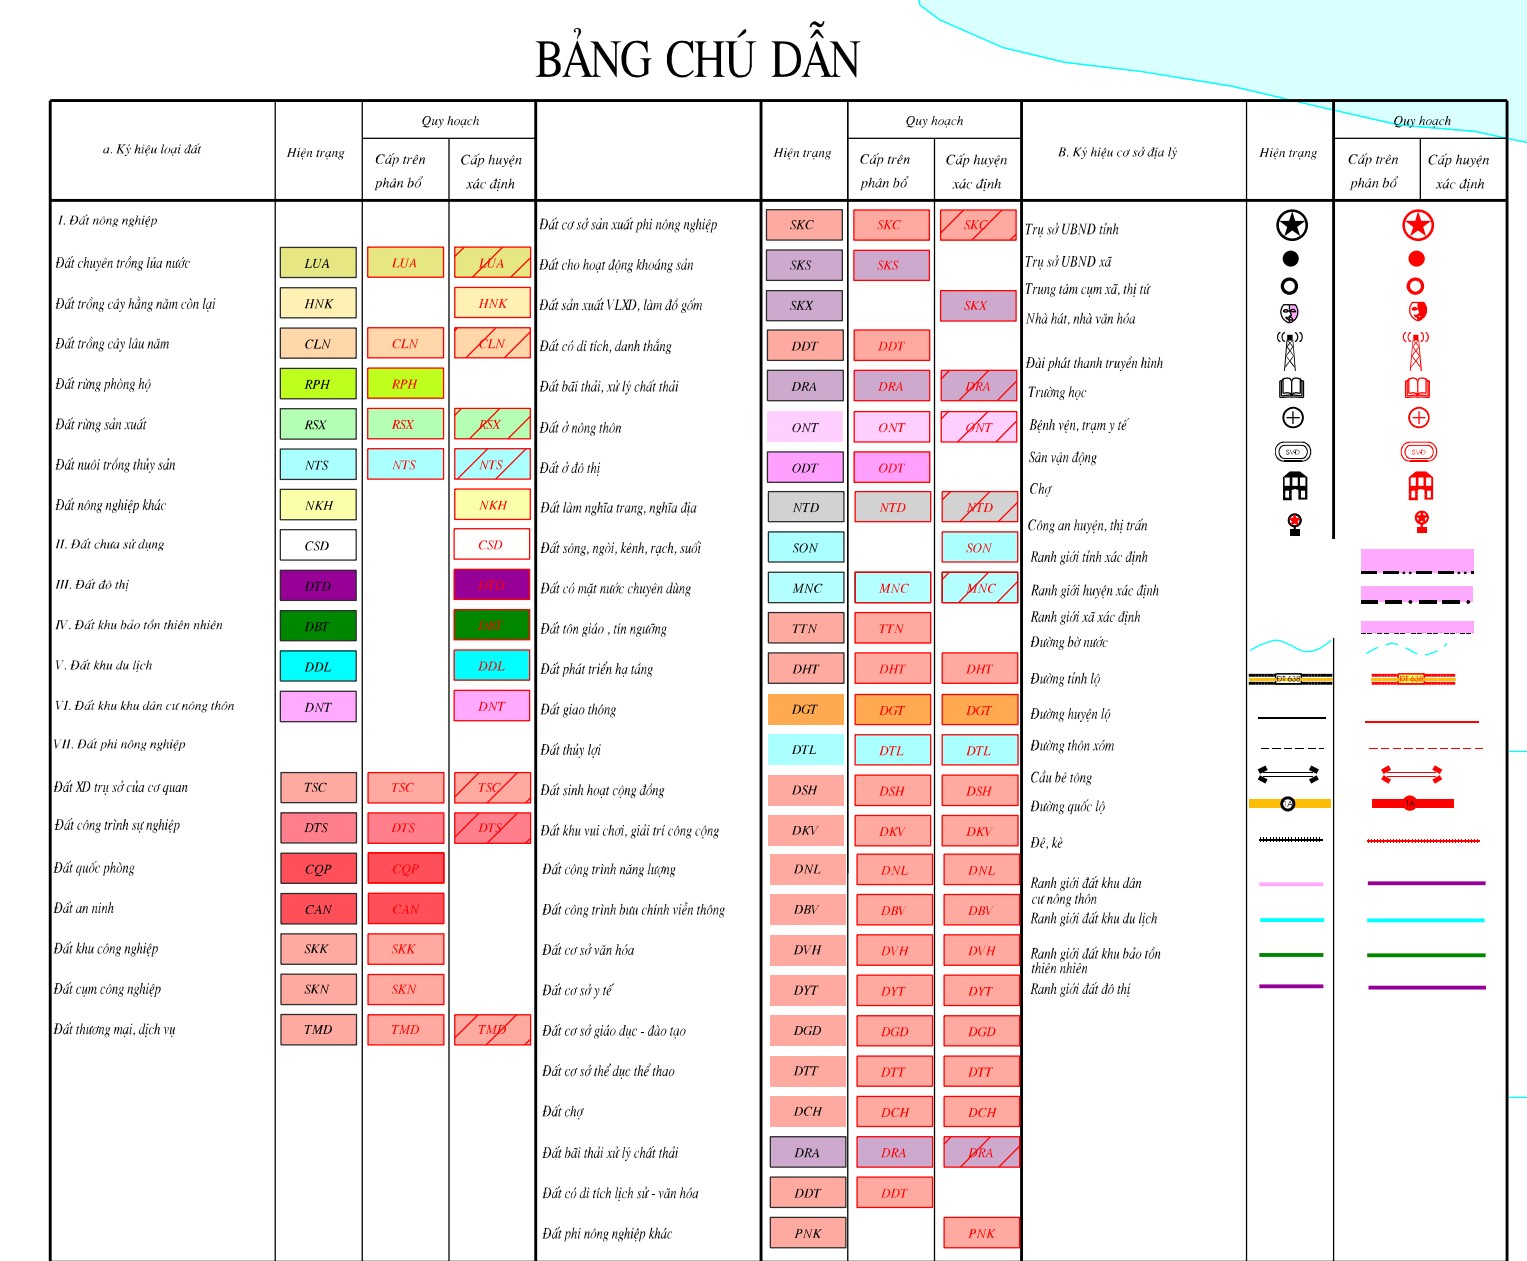 BẢNG CHÚ DẪN
a. Ký hiệu loại đất
Hiện trạng
Quy hoạch
Cấp trên
phân bổ
Cấp huyện
xác định
Hiện trạng
Quy hoạch
Cấp trên
phân bổ
Cấp huyện
xác định
B. Ký hiệu cơ sở địa lý
Hiện trạng
Quy hoạch
Cấp trên
phân bổ
Cấp huyện
xác định
I. Đất nông nghiệp
Đất chuyên trồng lúa nước LUA LUA LUA
Đất trồng cây hằng năm còn lại HNK HNK
Đất trồng cây lâu năm CLN CLN CLN
Đất rừng phòng hộ RPH RPH
Đất rừng sản xuất RSX RSX RSX
Đất nuôi trồng thủy sản NTS NTS NTS
Đất nông nghiệp khác NKH NKH
II. Đất chưa sử dụng CSD CSD
III. Đất đô thị DTD DTD
IV. Đất khu bảo tồn thiên nhiên DBT DBT
V. Đất khu du lịch DDL DDL
VI. Đất khu khu dân cư nông thôn DNT DNT
VII. Đất phi nông nghiệp
Đất XD trụ sở của cơ quan TSC TSC TSC
Đất công trình sự nghiệp DTS DTS DTS
Đất quốc phòng CQP CQP
Đất an ninh CAN CAN
Đất khu công nghiệp SKK SKK
Đất cụm công nghiệp SKN SKN
Đất thương mại, dịch vụ TMD TMD TMD
Đất cơ sở sản xuất phi nông nghiệp SKC SKC SKC
Đất cho hoạt động khoáng sản SKS SKS
Đất sản xuất VLXD, làm đồ gốm SKX SKX
Đất có di tích, danh thắng DDT DDT
Đất bãi thải, xử lý chất thải DRA DRA DRA
Đất ở nông thôn ONT ONT ONT
Đất ở đô thị ODT ODT
Đất làm nghĩa trang, nghĩa địa NTD NTD NTD
Đất sông, ngòi, kênh, rạch, suối SON SON
Đất có mặt nước chuyên dùng MNC MNC MNC
Đất tôn giáo , tín ngưỡng TTN TTN
Đất phát triển hạ tầng DHT DHT DHT
Đất giao thông DGT DGT DGT
Đất thủy lợi DTL DTL DTL
Đất sinh hoạt cộng đồng DSH DSH DSH
Đất khu vui chơi, giải trí công cộng DKV DKV DKV
Đất công trình năng lượng DNL DNL DNL
Đất công trình bưu chính viễn thông DBV DBV DBV
Đất cơ sở văn hóa DVH DVH DVH
Đất cơ sở y tế DYT DYT DYT
Đất cơ sở giáo dục - đào tạo DGD DGD DGD
Đất cơ sở thể dục thể thao DTT DTT DTT
Đất chợ DCH DCH DCH
Đất bãi thải xử lý chất thải DRA DRA DRA
Đất có di tích lịch sử - văn hóa DDT DDT
Đất phi nông nghiệp khác PNK PNK
Trụ sở UBND tỉnh
Trụ sở UBND xã
Trung tâm cụm xã, thị tứ
Nhà hát, nhà văn hóa
Đài phát thanh truyền hình
Trường học
Bệnh vện, trạm y tế
Sân vận động SVĐ SVĐ
Chợ
Công an huyện, thị trấn
Ranh giới tỉnh xác định
Ranh giới huyện xác định
Ranh giới xã xác định
Đường bờ nước
Đường tỉnh lộ ĐT 638 ĐT 638
Đường huyện lộ
Đường thôn xóm
Cầu bê tông
Đường quốc lộ 1A 1A
Đê, kè
Ranh giới đất khu dân
cư nông thôn
Ranh giới đất khu du lịch
Ranh giới đất khu bảo tồn
thiên nhiên
Ranh giới đất đô thị